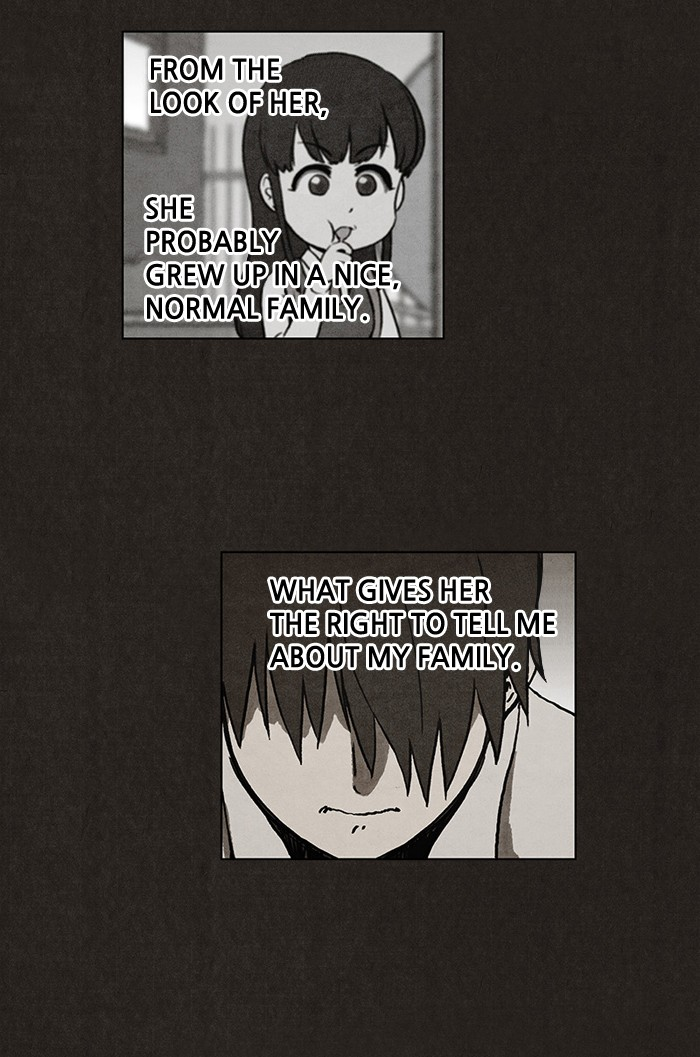 FROM THE
LOOK OF HER,
SHE
PROBABLY
GREW UP IN A NICE,
NORMAL FAMILY.
WHAT GIVES HER
THE RIGHT TO TELL ME
ABOUT MY FAMILY.